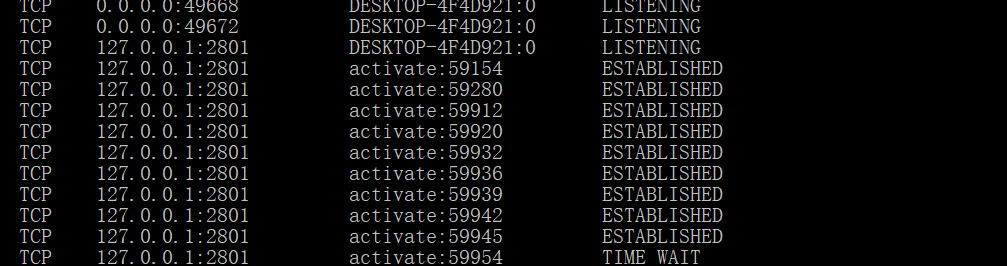 TCP 0.0.0.0:49668 DESKTOP-4F4D921:0 LISTENING
TCP 0.0.0.0:49672 DESKTOP-4F4D921:0 LISTENING
TCP 127.0.0.1:2801 DESKTOP-4F4D921:0 LISTENING
TCP 127.0.0.1:2801 activate:59154 ESTABLISHED
TCP 127.0.0.1:2801 activate:59280 ESTABLISHED
TCP 127.0.0.1:2801 activate:59912 ESTABLISHED
TCP 127.0.0.1:2801 activate:59920 ESTABLISHED
TCP 127.0.0.1:2801 activate:59932 ESTABLISHED
TCP 127.0.0.1:2801 activate:59936 ESTABLISHED
TCP 127.0.0.1:2801 activate:59939 ESTABLISHED
TCP 127.0.0.1:2801 activate:59942 ESTABLISHED
TCP 127.0.0.1:2801 activate:59945 ESTABLISHED
TCP 127.0.0.1:2801 activate:59954 TIME_WAIT